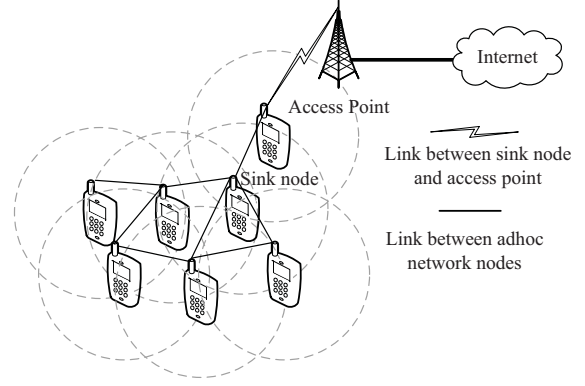 Internet
Access Point
Link between sink node
and access point
Sink node
Link between adhoc
network nodes